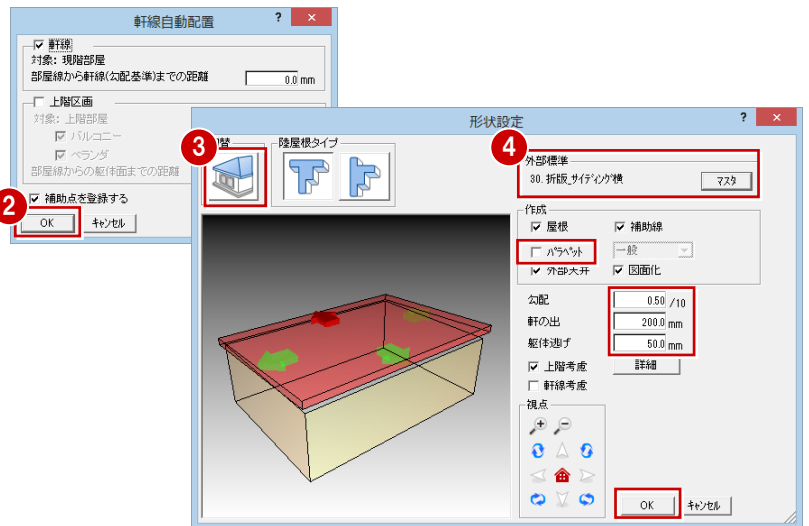 軒線自動配置
? ×
軒線
対象: 現階部屋
部屋線から軒線(勾配基準)までの距離 0.0 mm
上階区画
対象: 上階部屋
バルコニー
ベランダ
部屋線からの躯体面までの距離
補助点を登録する
2
OK キャンセル
形状設定
? ×
3
替
陸屋根タイプ
4
外部標準
30. 折版_サイディング横 マスタ
作成
屋根 補助線
パラペット 一般
外部天井 図面化
勾配 0.50 /10
軒の出 200.0 mm
躯体逃げ 50.0 mm
上階考慮 詳細
軒線考慮
視点
OK キャンセル